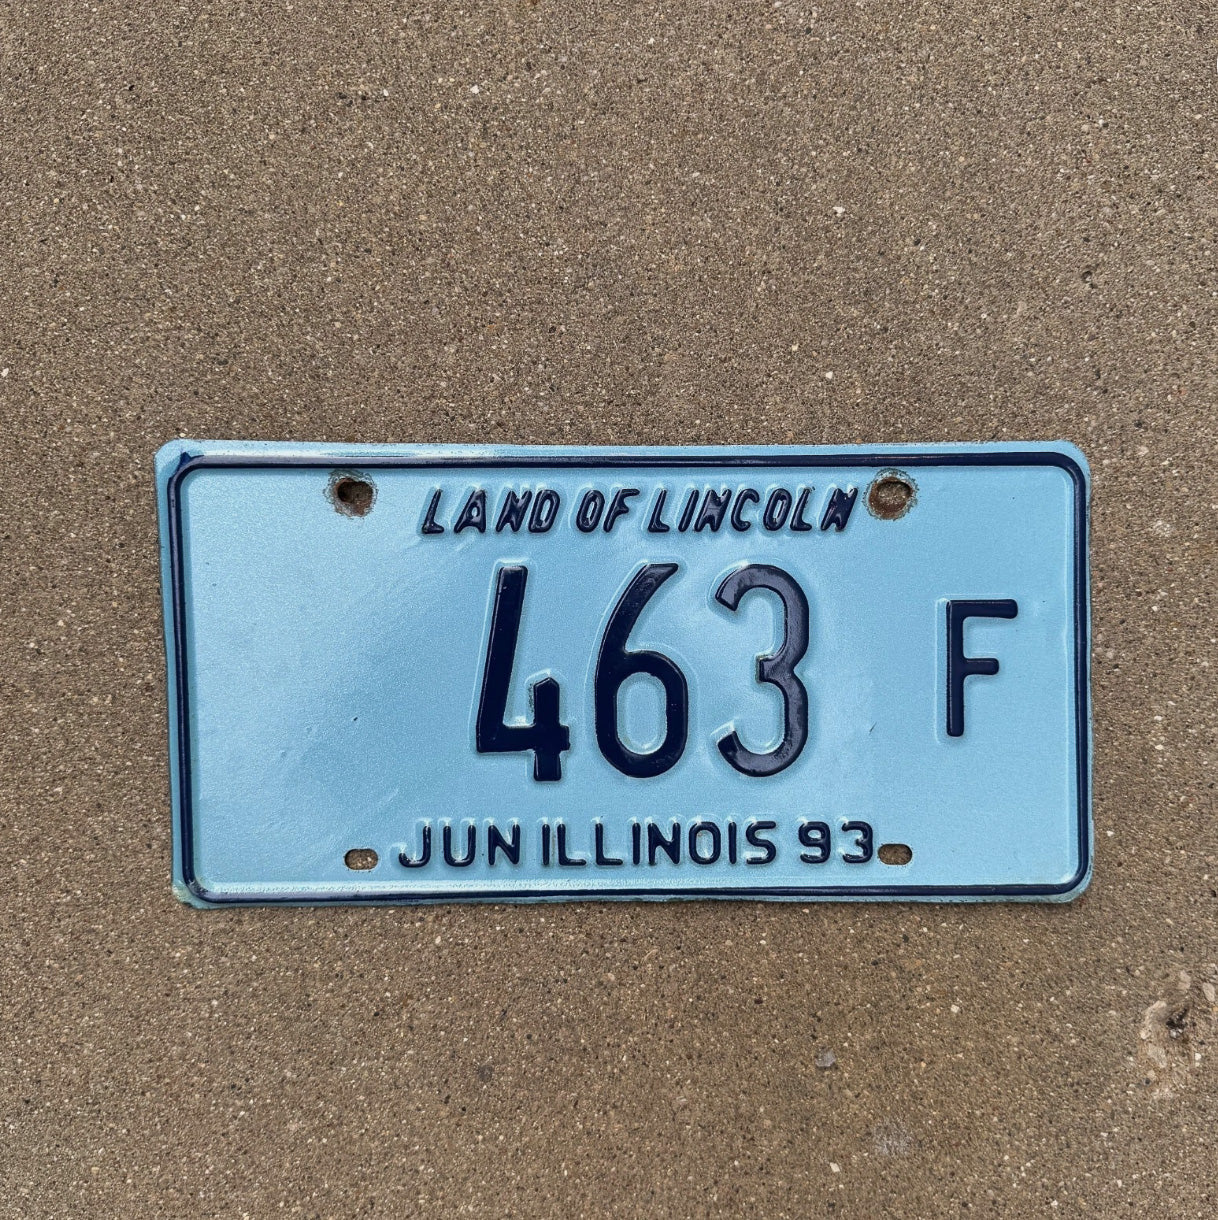 LAND OF LINCOLN
463 F
JUN ILLINOIS 93